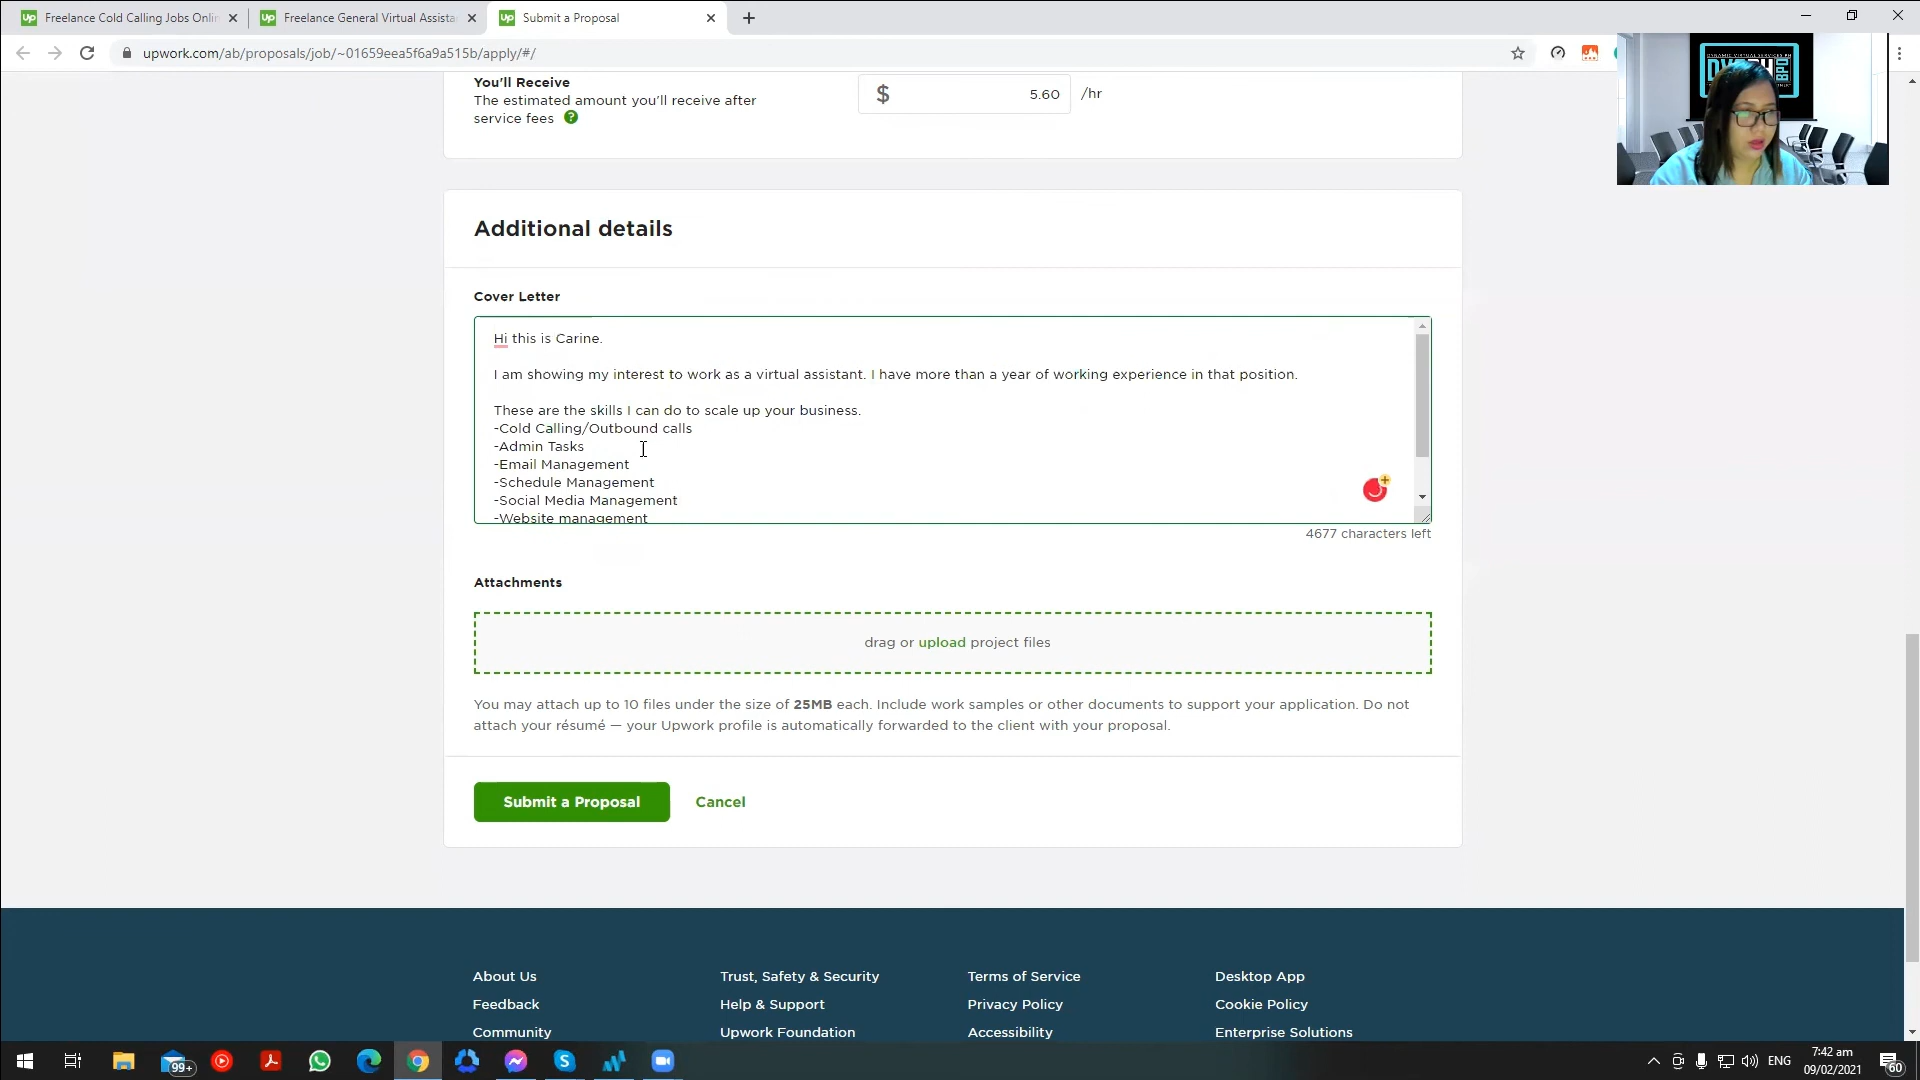 Freelance Cold Calling Jobs Onlin
Freelance General Virtual Assista
Submit a Proposal
upwork.com/ab/proposals/job/~01659eea5f6a9a515b/apply/#/
You'll Receive
The estimated amount you'll receive after
service fees ?
$ 5.60 /hr
Additional details
Cover Letter
Hi this is Carine.
I am showing my interest to work as a virtual assistant. I have more than a year of working experience in that position.
These are the skills I can do to scale up your business.
-Cold Calling/Outbound calls
-Admin Tasks
-Email Management
-Schedule Management
-Social Media Management
-Website management
4677 characters left
Attachments
drag or upload project files
You may attach up to 10 files under the size of 25MB each. Include work samples or other documents to support your application. Do not
attach your résumé — your Upwork profile is automatically forwarded to the client with your proposal.
Submit a Proposal
Cancel
About Us
Trust, Safety & Security
Terms of Service
Desktop App
Feedback
Help & Support
Privacy Policy
Cookie Policy
Community
Upwork Foundation
Accessibility
Enterprise Solutions
99+
ENG
7:42 am
09/02/2021
60